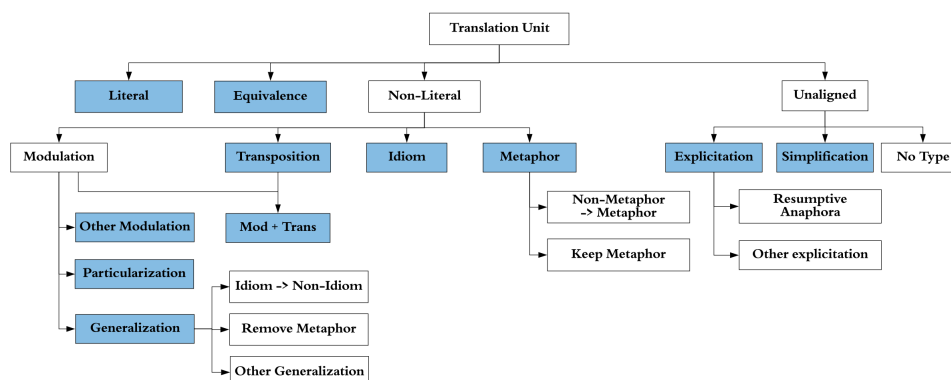 Translation Unit
Literal
Equivalence
Non-Literal
Unaligned
Modulation
Transposition
Idiom
Metaphor
Explicitation
Simplification
No Type
Other Modulation
Mod + Trans
Non-Metaphor
-> Metaphor
Resumptive
Anaphora
Keep Metaphor
Other explicitation
Particularization
Idiom -> Non-Idiom
Generalization
Remove Metaphor
Other Generalization